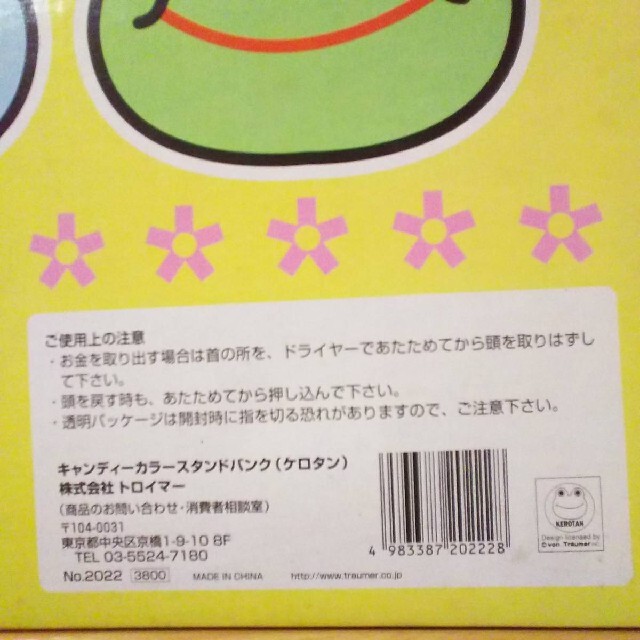 ご使用上の注意
・お金を取り出す場合は首の所を、ドライヤーであたためてから頭を取りはずし
て下さい。
・頭を戻す時も、あたためてから押し込んで下さい。
・透明パッケージは開封時に指を切る恐れがありますので、ご注意下さい。
キャンディーカラースタンドバンク(ケロタン)
株式会社 トロイマー
(商品のお問い合わせ・消費者相談室)
〒104-0031
東京都中央区京橋1-9-10 8F
TEL 03-5524-7180
No.2022 3800 MADE IN CHINA http://www.traumer.co.jp
4 983387 202228
KEROTAN
Design licensed by
©von Traumer